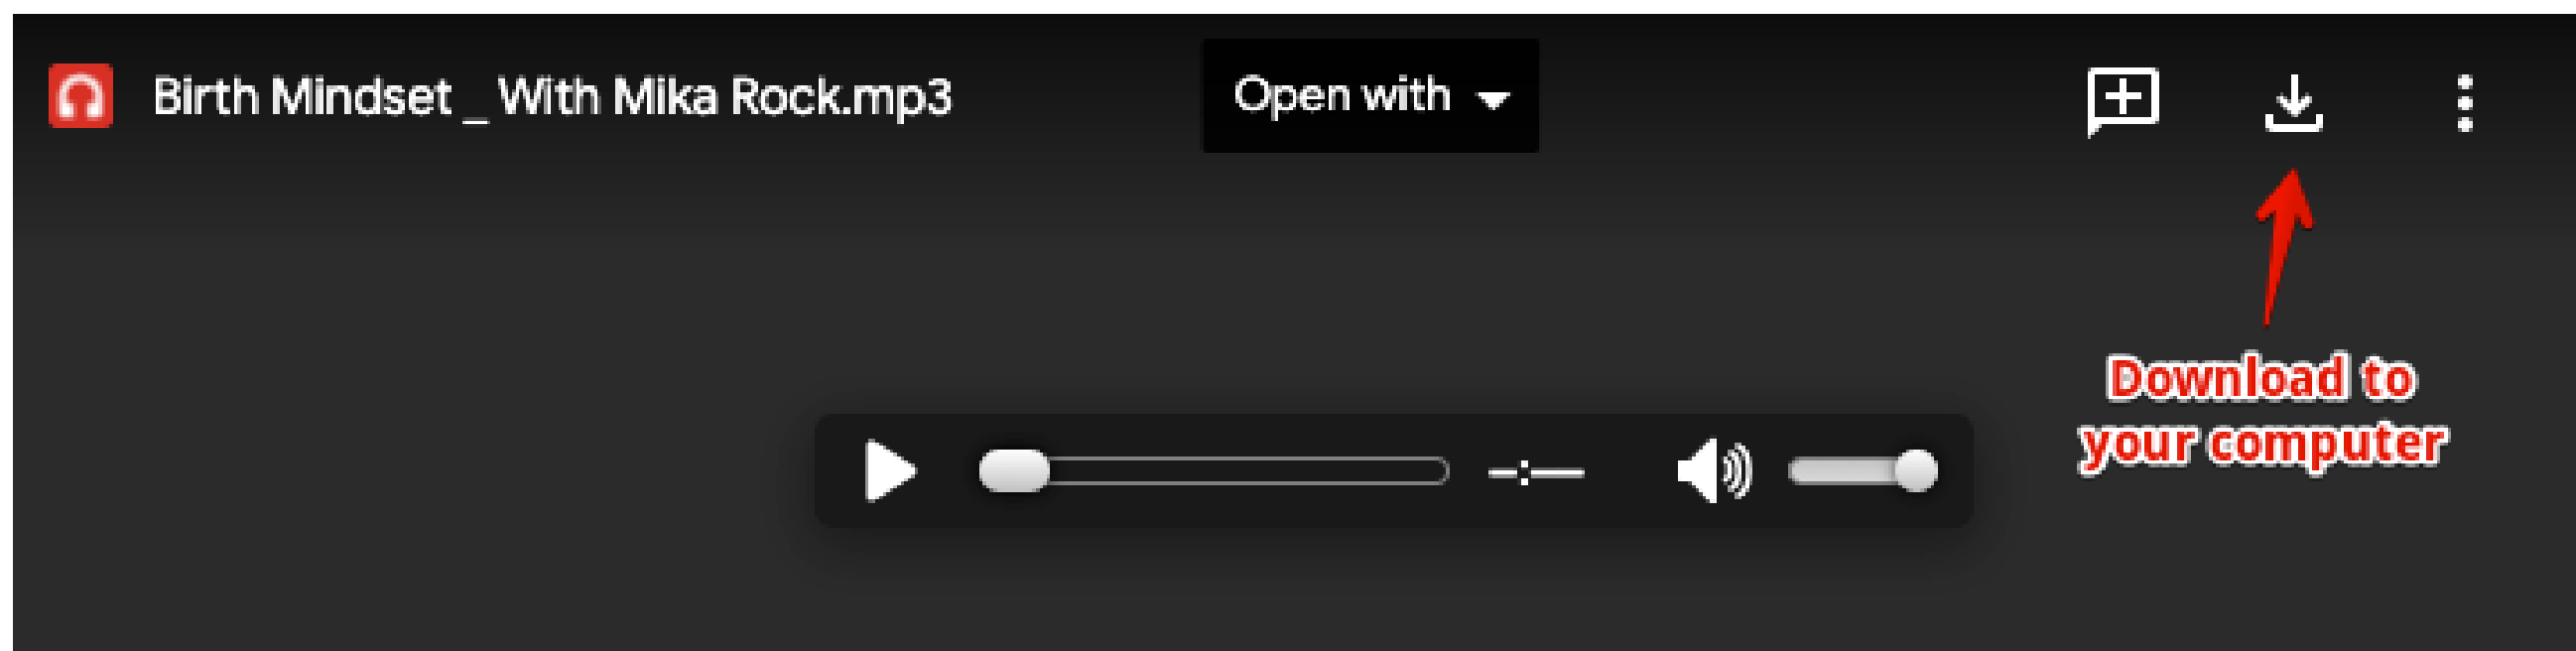 Birth Mindset _ With Mika Rock.mp3
Open with
Download to
your computer